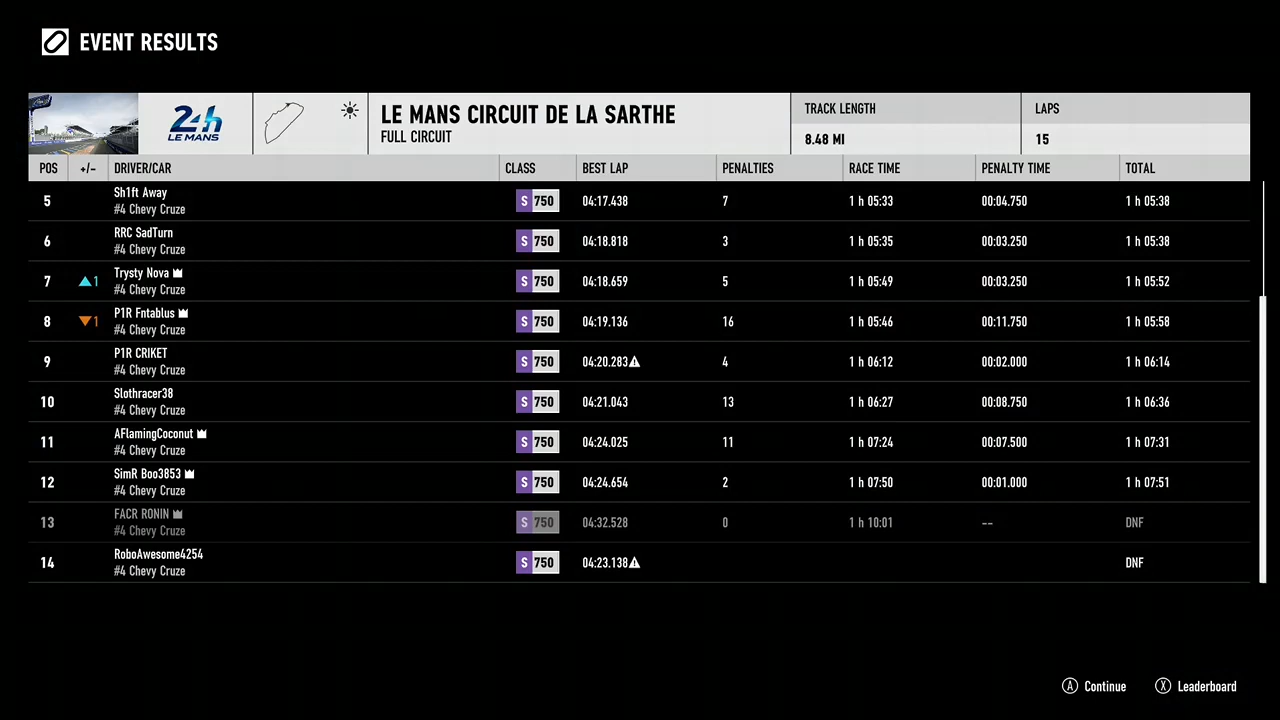 EVENT RESULTS
24h
LE MANS
LE MANS CIRCUIT DE LA SARTHE
FULL CIRCUIT
TRACK LENGTH
8.48 MI
LAPS
15
POS +/- DRIVER/CAR CLASS BEST LAP PENALTIES RACE TIME PENALTY TIME TOTAL
5 Sh1ft Away #4 Chevy Cruze S 750 04:17.438 7 1 h 05:33 00:04.750 1 h 05:38
6 RRC SadTurn #4 Chevy Cruze S 750 04:18.818 3 1 h 05:35 00:03.250 1 h 05:38
7 1 Trysty Nova #4 Chevy Cruze S 750 04:18.659 5 1 h 05:49 00:03.250 1 h 05:52
8 1 P1R Fntablus #4 Chevy Cruze S 750 04:19.136 16 1 h 05:46 00:11.750 1 h 05:58
9 P1R CRIKET #4 Chevy Cruze S 750 04:20.283 4 1 h 06:12 00:02.000 1 h 06:14
10 Slothracer38 #4 Chevy Cruze S 750 04:21.043 13 1 h 06:27 00:08.750 1 h 06:36
11 AFlamingCoconut #4 Chevy Cruze S 750 04:24.025 11 1 h 07:24 00:07.500 1 h 07:31
12 SimR Boo3853 #4 Chevy Cruze S 750 04:24.654 2 1 h 07:50 00:01.000 1 h 07:51
13 FACR RONIN #4 Chevy Cruze S 750 04:32.528 0 1 h 10:01 -- DNF
14 RoboAwesome4254 #4 Chevy Cruze S 750 04:23.138 DNF
A Continue X Leaderboard